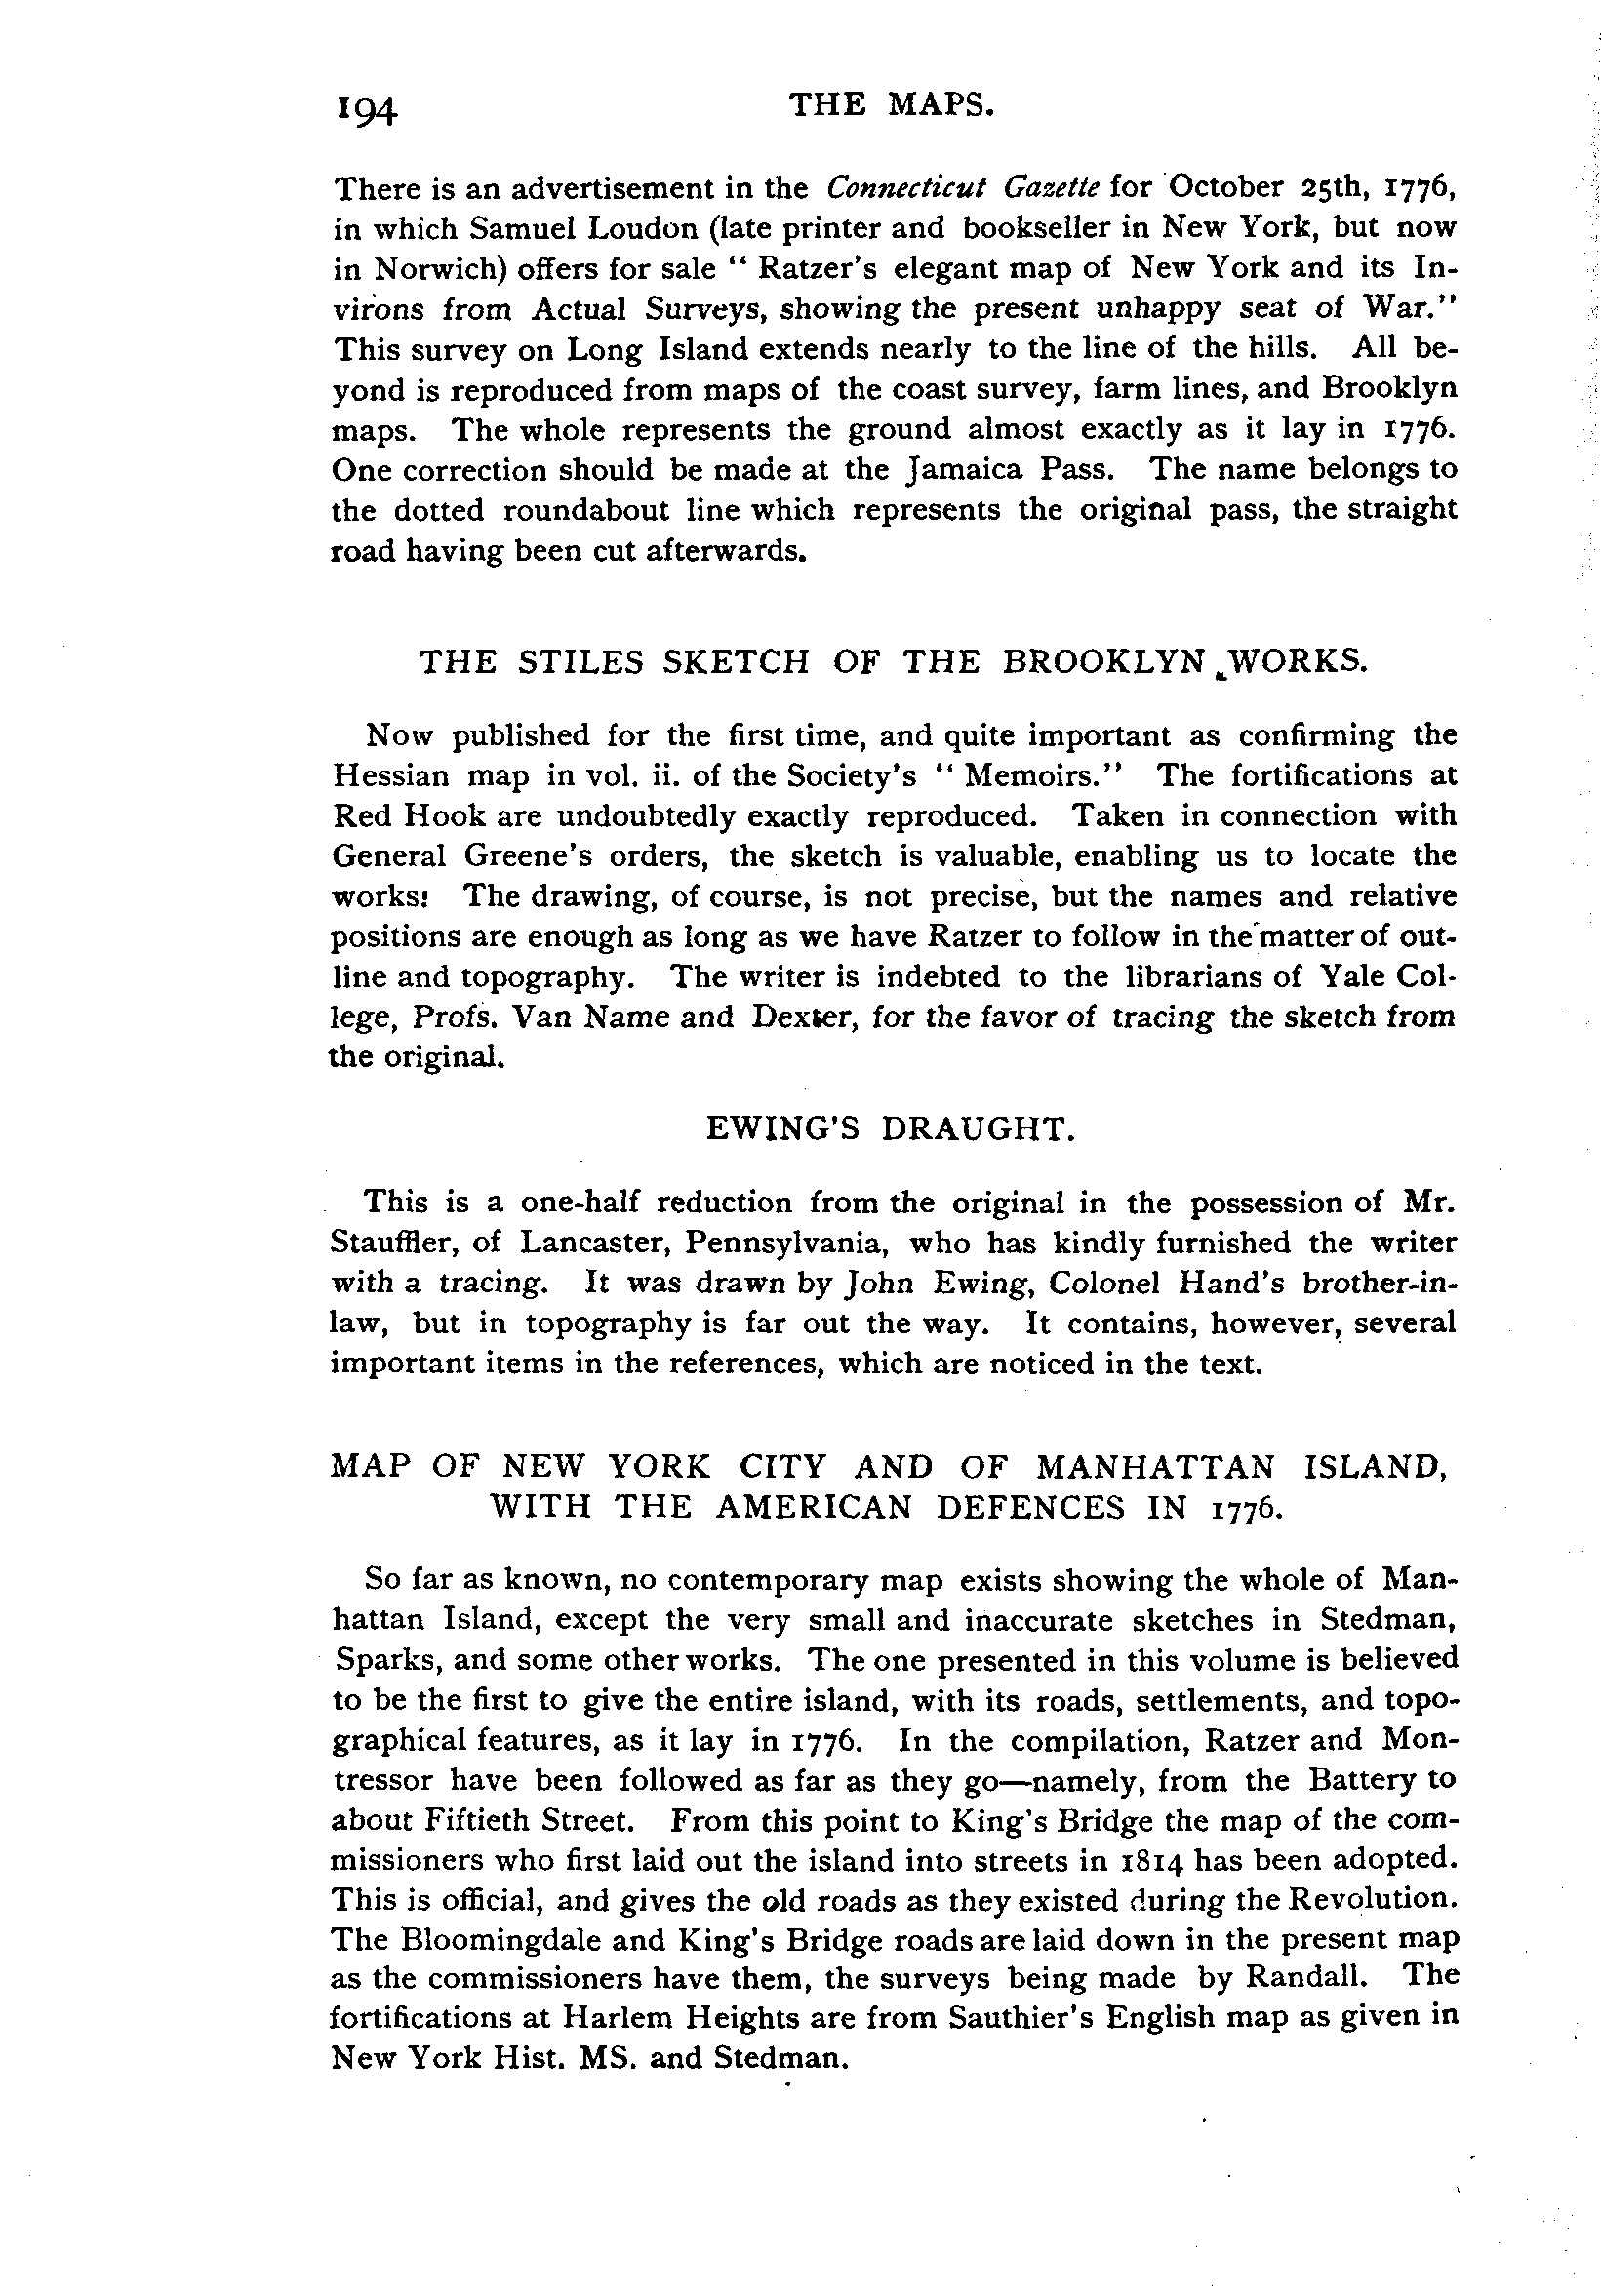 194 THE MAPS.
There is an advertisement in the Connecticut Gazette for October 25th, 1776,
in which Samuel Loudon (late printer and bookseller in New York, but now
in Norwich) offers for sale " Ratzer's elegant map of New York and its In-
virons from Actual Surveys, showing the present unhappy seat of War."
This survey on Long Island extends nearly to the line of the hills. All be-
yond is reproduced from maps of the coast survey, farm lines, and Brooklyn
maps. The whole represents the ground almost exactly as it lay in 1776.
One correction should be made at the Jamaica Pass. The name belongs to
the dotted roundabout line which represents the original pass, the straight
road having been cut afterwards.
THE STILES SKETCH OF THE BROOKLYN WORKS.
Now published for the first time, and quite important as confirming the
Hessian map in vol. ii. of the Society's " Memoirs." The fortifications at
Red Hook are undoubtedly exactly reproduced. Taken in connection with
General Greene's orders, the sketch is valuable, enabling us to locate the
works: The drawing, of course, is not precise, but the names and relative
positions are enough as long as we have Ratzer to follow in the matter of out-
line and topography. The writer is indebted to the librarians of Yale Col-
lege, Profs. Van Name and Dexter, for the favor of tracing the sketch from
the original.
EWING'S DRAUGHT.
This is a one-half reduction from the original in the possession of Mr.
Stauffler, of Lancaster, Pennsylvania, who has kindly furnished the writer
with a tracing. It was drawn by John Ewing, Colonel Hand's brother-in-
law, but in topography is far out the way. It contains, however, several
important items in the references, which are noticed in the text.
MAP OF NEW YORK CITY AND OF MANHATTAN ISLAND,
WITH THE AMERICAN DEFENCES IN 1776.
So far as known, no contemporary map exists showing the whole of Man-
hattan Island, except the very small and inaccurate sketches in Stedman,
Sparks, and some other works. The one presented in this volume is believed
to be the first to give the entire island, with its roads, settlements, and topo-
graphical features, as it lay in 1776. In the compilation, Ratzer and Mon-
tressor have been followed as far as they go—namely, from the Battery to
about Fiftieth Street. From this point to King's Bridge the map of the com-
missioners who first laid out the island into streets in 1814 has been adopted.
This is official, and gives the old roads as they existed during the Revolution.
The Bloomingdale and King's Bridge roads are laid down in the present map
as the commissioners have them, the surveys being made by Randall. The
fortifications at Harlem Heights are from Sauthier's English map as given in
New York Hist. MS. and Stedman.